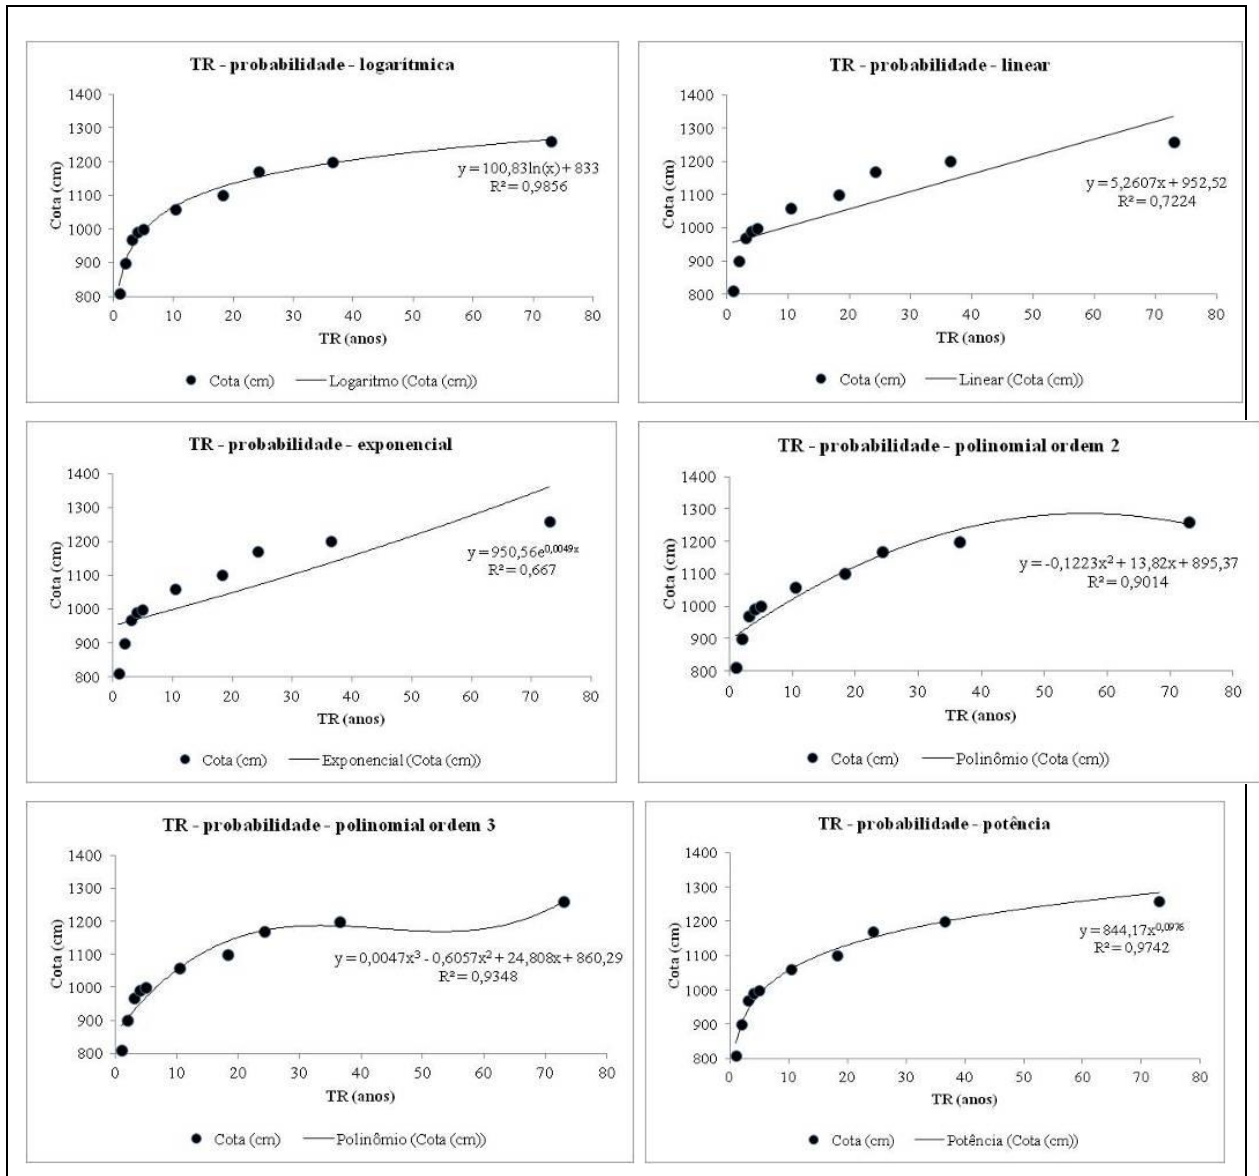 TR - probabilidade - logarítmica
1400
1300
1200
1100
1000
900
800
Cota (cm)
y = 100,83ln(x) + 833
R² = 0,9856
0 10 20 30 40 50 60 70 80
TR (anos)
Cota (cm) Logaritmo (Cota (cm))
TR - probabilidade - linear
1400
1300
1200
1100
1000
900
800
Cota (cm)
y = 5,2607x + 952,52
R² = 0,7224
0 10 20 30 40 50 60 70 80
TR (anos)
Cota (cm) Linear (Cota (cm))
TR - probabilidade - exponencial
1400
1300
1200
1100
1000
900
800
Cota (cm)
y = 950,56e^0,0049x
R² = 0,667
0 10 20 30 40 50 60 70 80
TR (anos)
Cota (cm) Exponencial (Cota (cm))
TR - probabilidade - polinomial ordem 2
1400
1300
1200
1100
1000
900
800
Cota (cm)
y = -0,1223x² + 13,82x + 895,37
R² = 0,9014
0 10 20 30 40 50 60 70 80
TR (anos)
Cota (cm) Polinômio (Cota (cm))
TR - probabilidade - polinomial ordem 3
1400
1300
1200
1100
1000
900
800
Cota (cm)
y = 0,0047x³ - 0,6057x² + 24,808x + 860,29
R² = 0,9348
0 10 20 30 40 50 60 70 80
TR (anos)
Cota (cm) Polinômio (Cota (cm))
TR - probabilidade - potência
1400
1300
1200
1100
1000
900
800
Cota (cm)
y = 844,17x^0,0976
R² = 0,9742
0 10 20 30 40 50 60 70 80
TR (anos)
Cota (cm) Potência (Cota (cm))